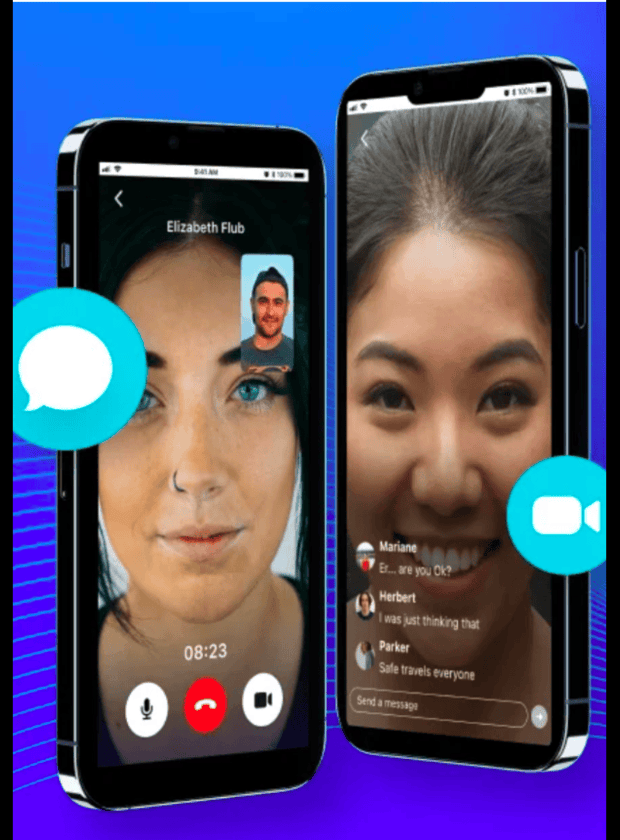 9:41 AM
100%
Elizabeth Flub
08:23
100%
Mariane
Er... are you Ok?
Herbert
I was just thinking that
Parker
Safe travels everyone
Send a message